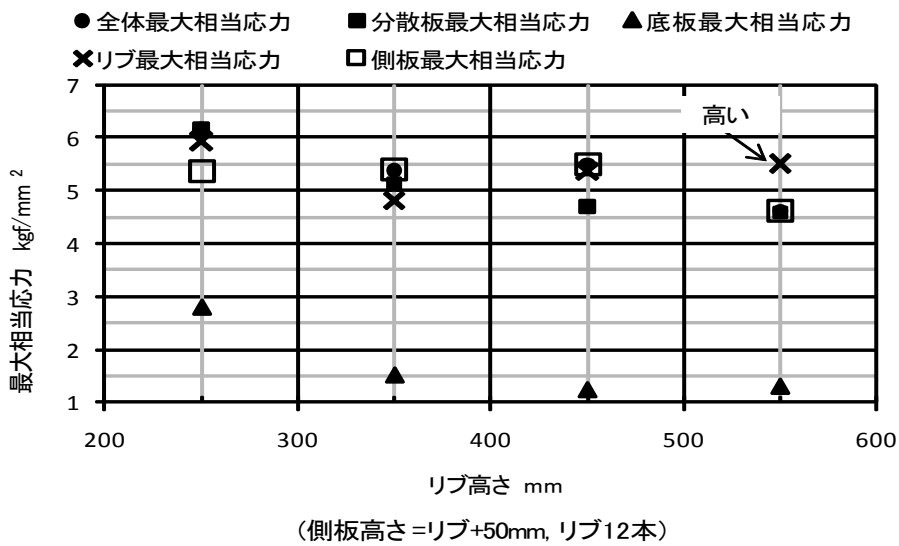 ●全体最大相当応力 ■分散板最大相当応力 ▲底板最大相当応力
×リブ最大相当応力 □側板最大相当応力
7
6
5
4
3
2
1
最大相当応力 kgf/mm²
高い
200 300 400 500 600
リブ高さ mm
（側板高さ=リブ+50mm, リブ12本）